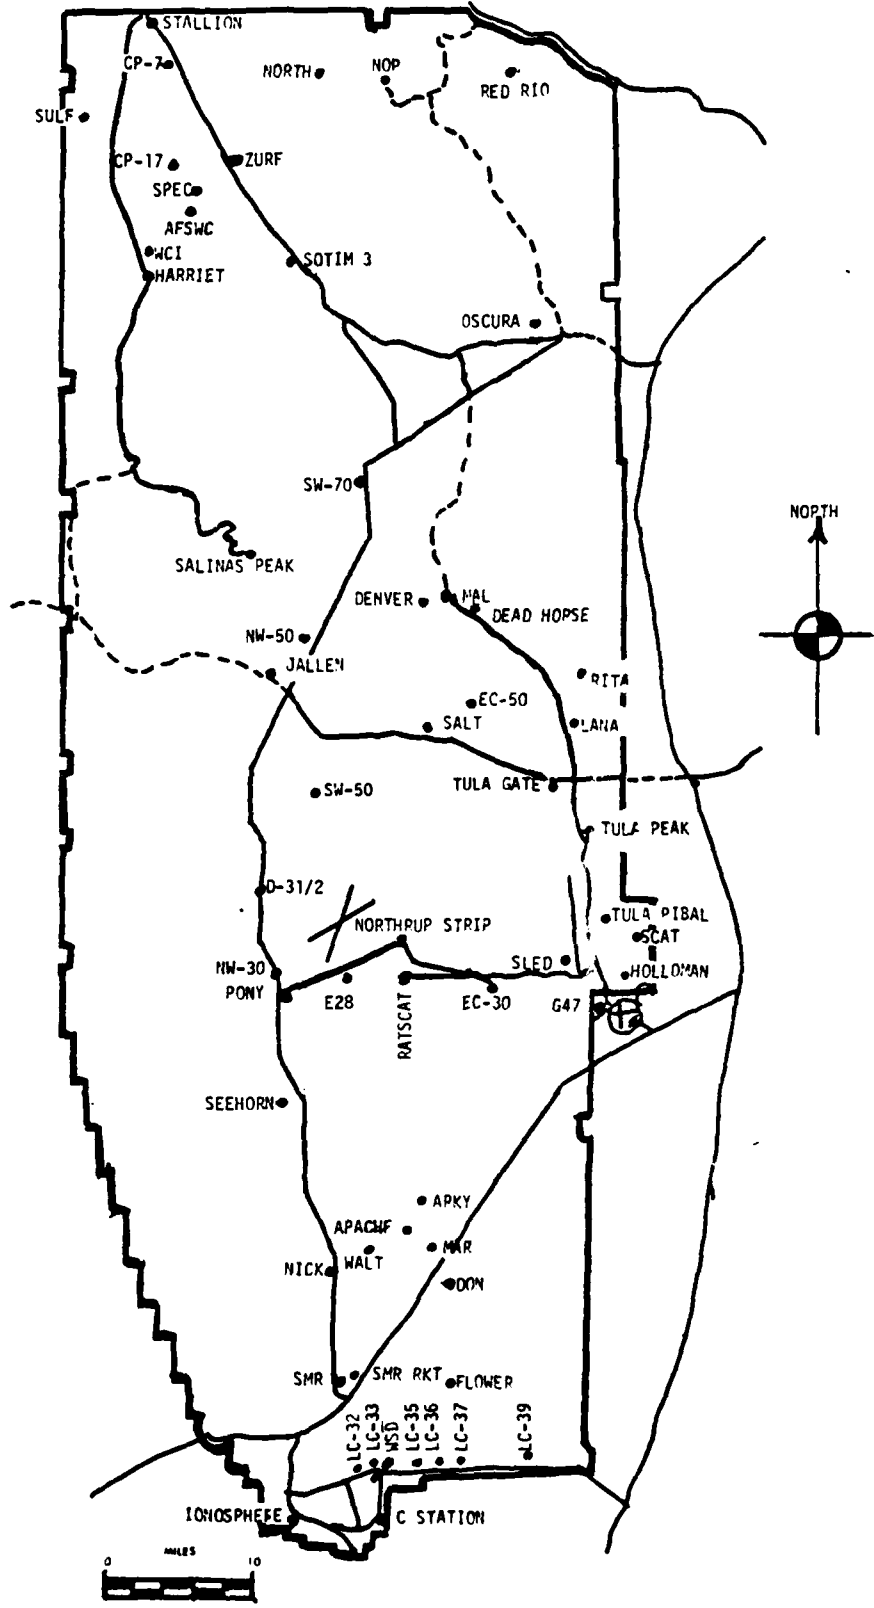 STALLION
CP-7
NORTH
NOP
RED RIO
SULF
CP-17
ZURF
SPEC
AFSWC
WCI
HARRIET
SOTIM 3
OSCURA
SW-70
NORTH
SALINAS PEAK
DENVER
MAL
DEAD HORSE
NW-50
JALLEN
RITA
EC-50
SALT
LANA
TULA GATE
SW-50
TULA PEAK
D-31/2
NORTHRUP STRIP
TULA PIBAL
SCAT
NW-30
SLED
HOLLOMAN
PONY
E28
RATSCAT
EC-30
G47
SEEHORN
APKY
APACHE
MAR
WALT
NICK
DON
SMR
SMR RKT
FLOWER
LC-32
LC-33
WSD
LC-35
LC-36
LC-37
LC-39
IONOSPHERE
C STATION
MILES
0 10